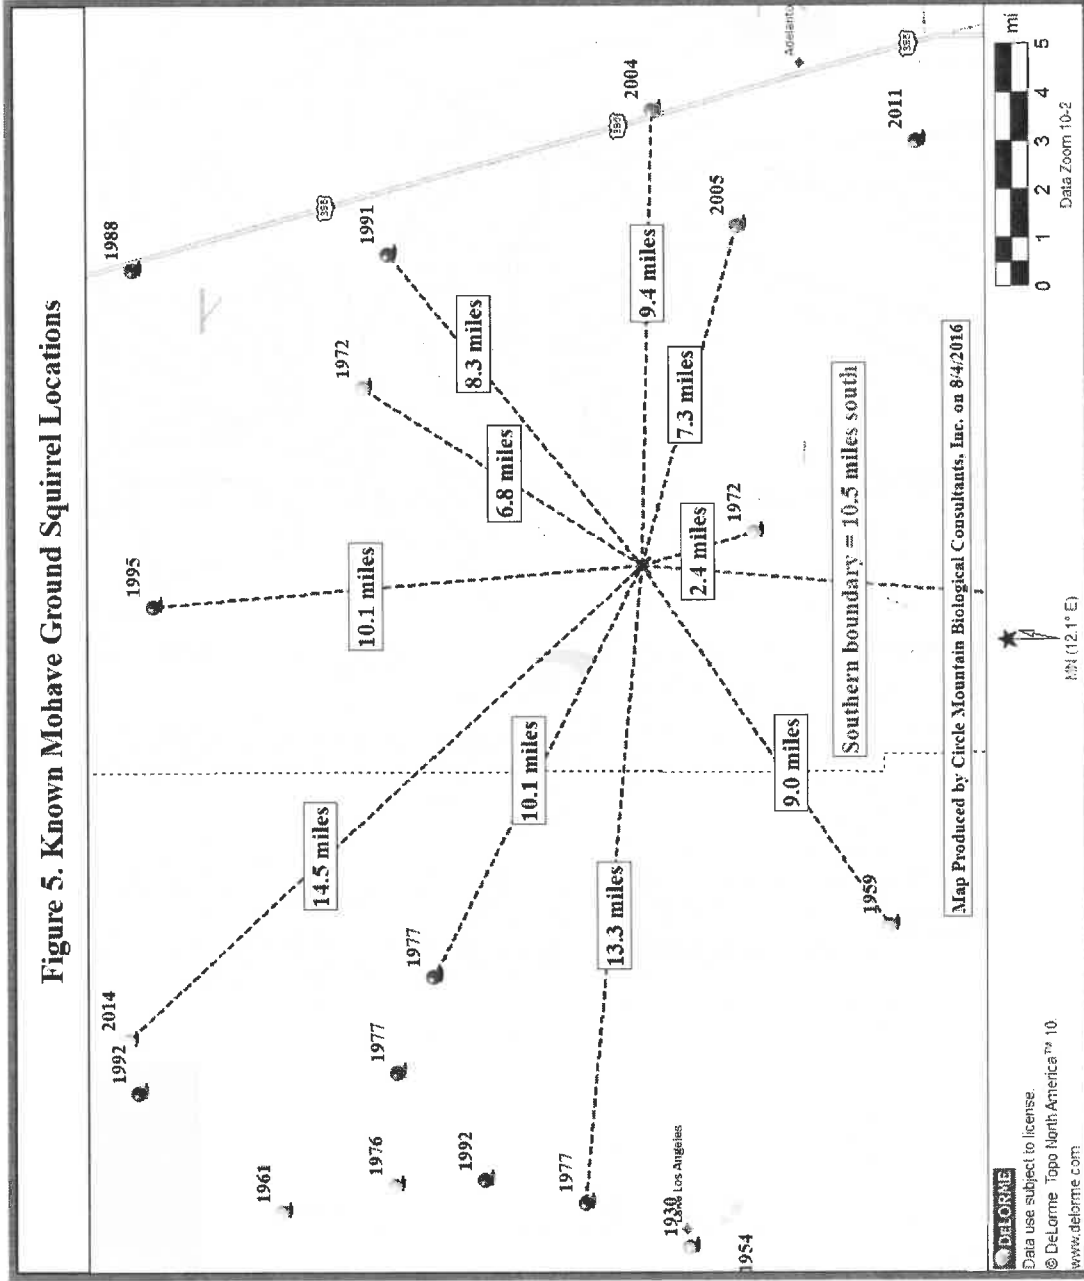 Figure 5. Known Mohave Ground Squirrel Locations
2014
1988
1992
1995
1961
14.5 miles
395
1972
10.1 miles
1991
1976
1977
1977
1992
8.3 miles
6.8 miles
10.1 miles
1977
13.3 miles
395
2004
9.4 miles
1930
Lake Los Angeles
7.3 miles
2.4 miles
2005
1972
1954
9.0 miles
Adelanto
Southern boundary = 10.5 miles south
1959
2011
395
Map Produced by Circle Mountain Biological Consultants, Inc. on 8/4/2016
DELORME
Data use subject to license.
© DeLorme Topo North America™ 10.
www.delorme.com
MN (12.1° E)
mi
0 1 2 3 4 5
Data Zoom 10-2